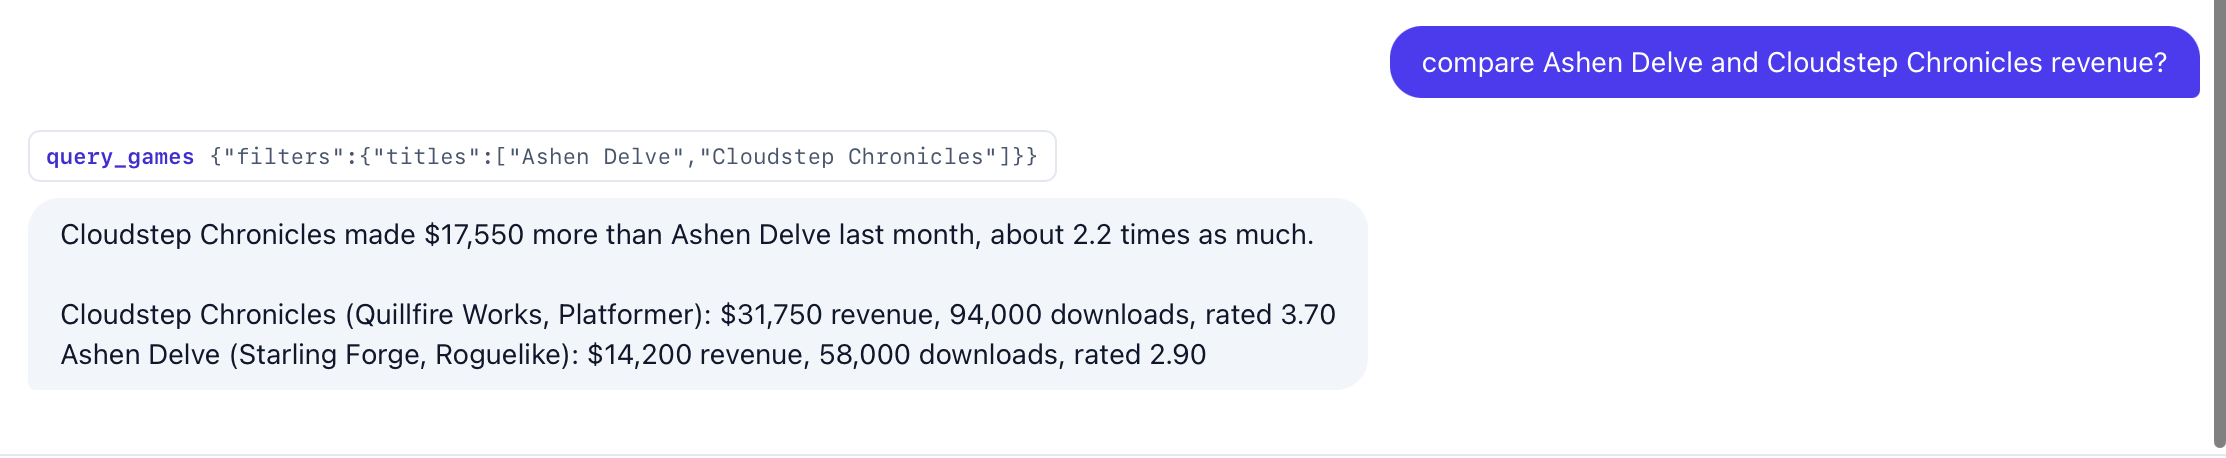 compare Ashen Delve and Cloudstep Chronicles revenue?
query_games {"filters":{"titles":["Ashen Delve","Cloudstep Chronicles"]}}
Cloudstep Chronicles made $17,550 more than Ashen Delve last month, about 2.2 times as much.
Cloudstep Chronicles (Quillfire Works, Platformer): $31,750 revenue, 94,000 downloads, rated 3.70
Ashen Delve (Starling Forge, Roguelike): $14,200 revenue, 58,000 downloads, rated 2.90